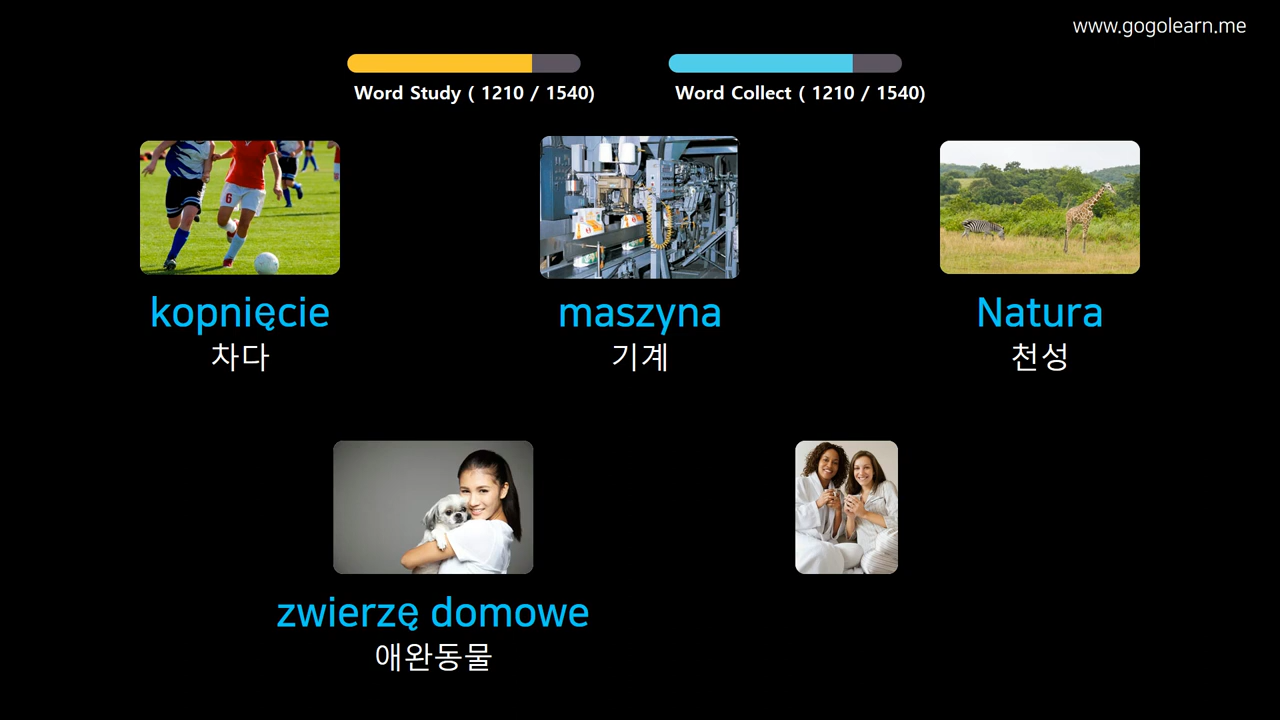 www.gogolearn.me
Word Study ( 1210 / 1540)
Word Collect ( 1210 / 1540)
kopnięcie
차다
maszyna
기계
Natura
천성
zwierzę domowe
애완동물